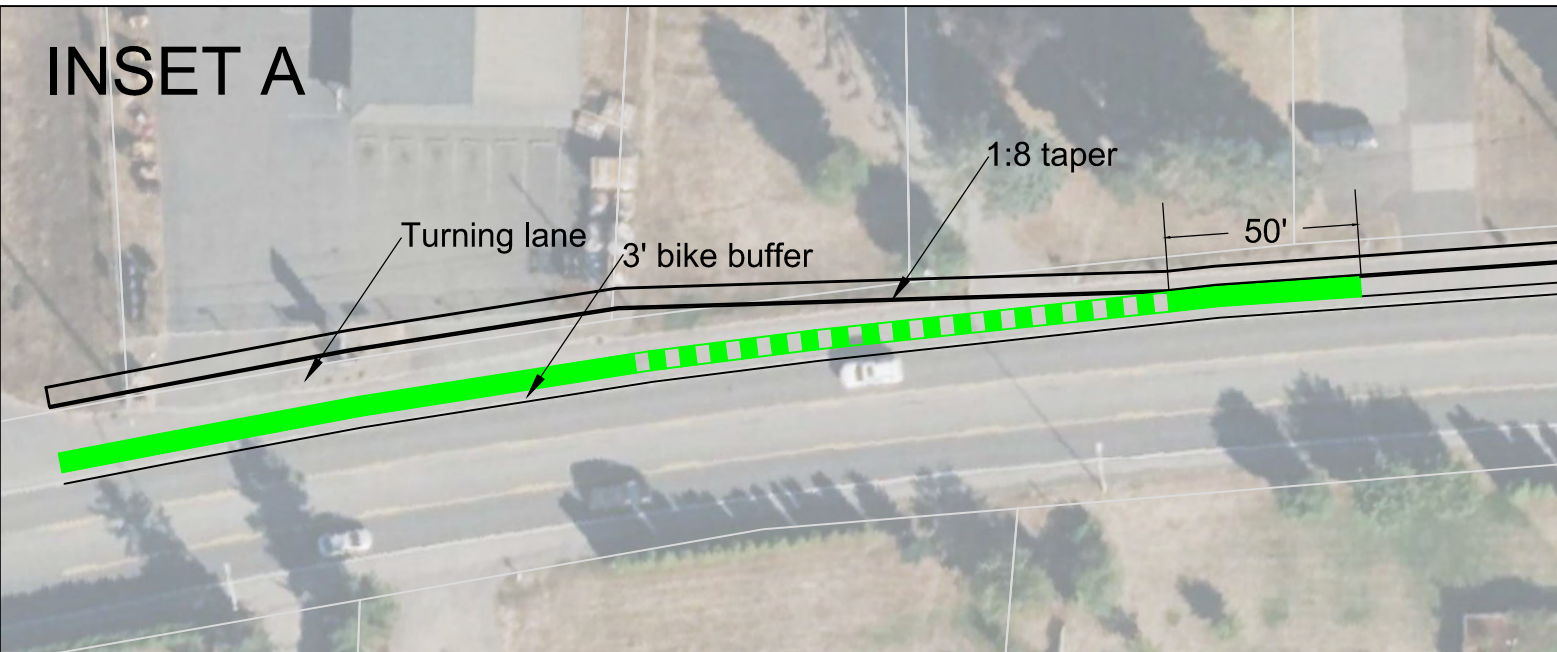 INSET A
1:8 taper
Turning lane
3' bike buffer
50'